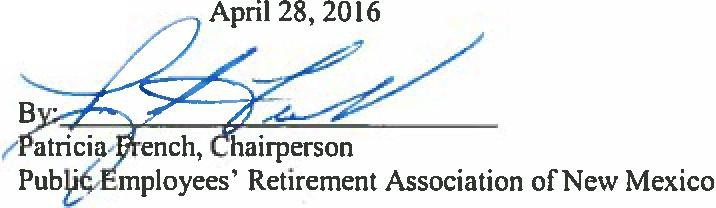 April 28, 2016
By:
Patricia French, Chairperson
Public Employees' Retirement Association of New Mexico